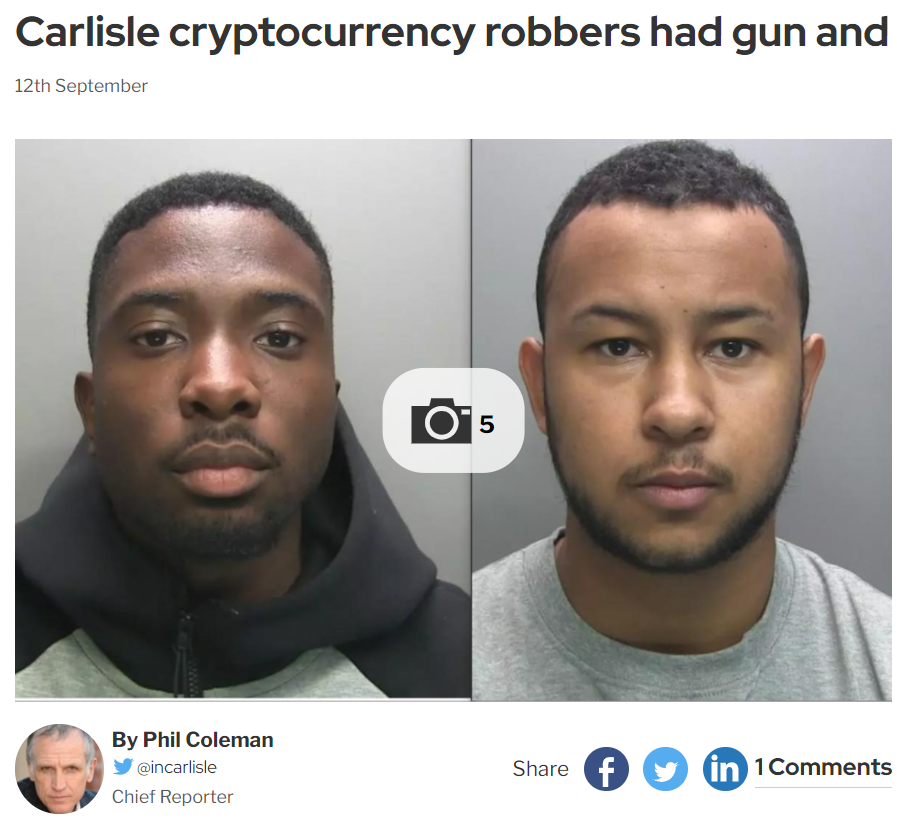 Carlisle cryptocurrency robbers had gun and
12th September
5
By Phil Coleman
@incarlisle
Chief Reporter
Share
1 Comments